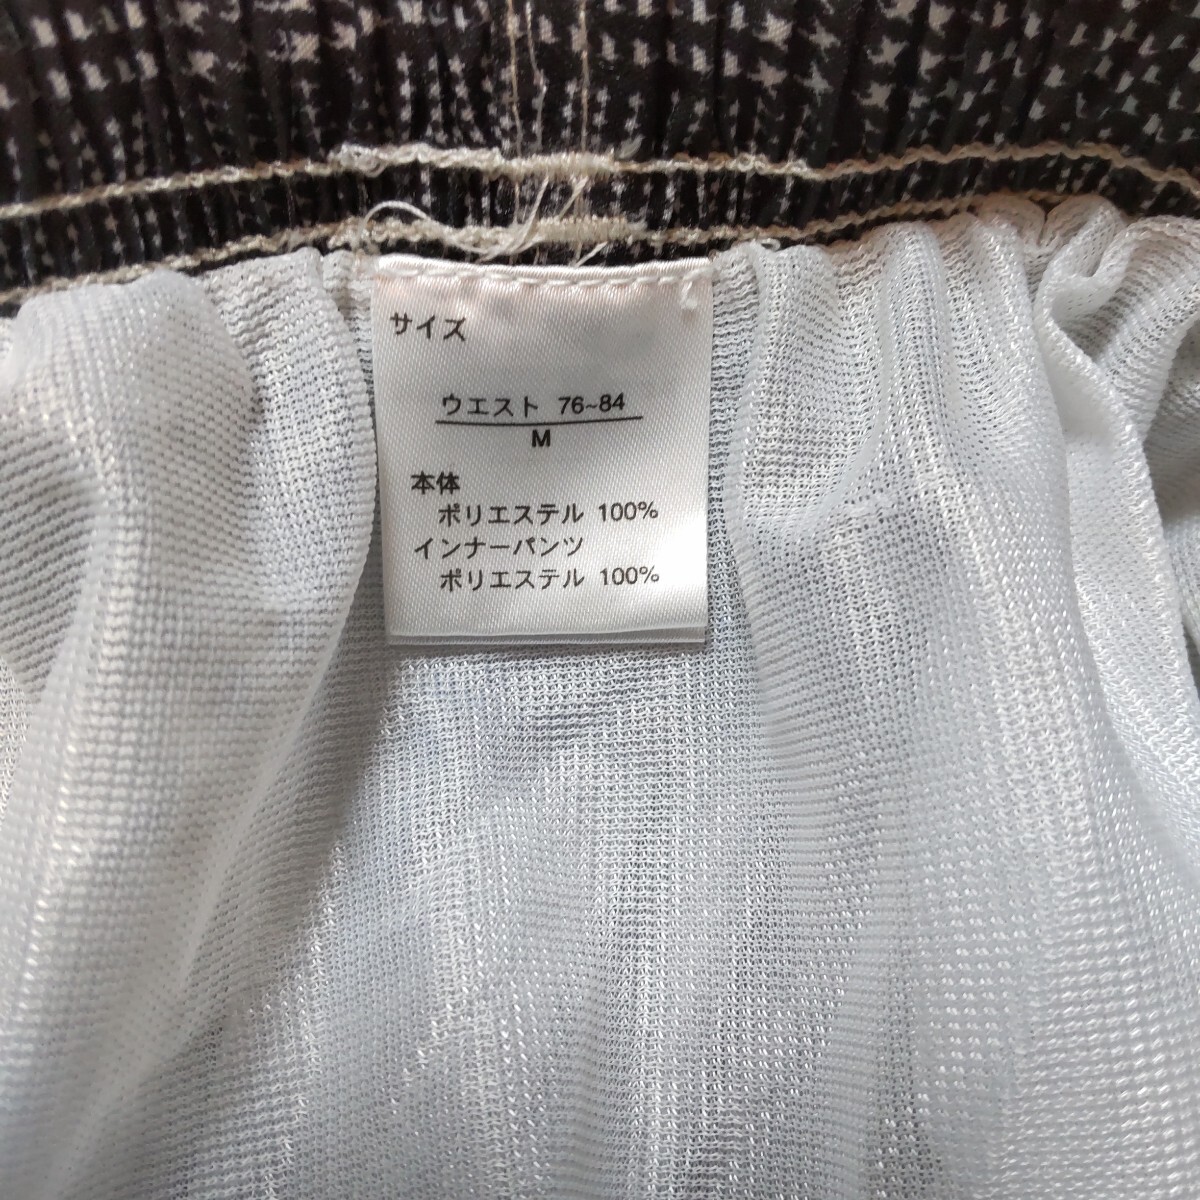 サイズ
ウエスト 76~84
M
本体
ポリエステル 100%
インナーパンツ
ポリエステル 100%